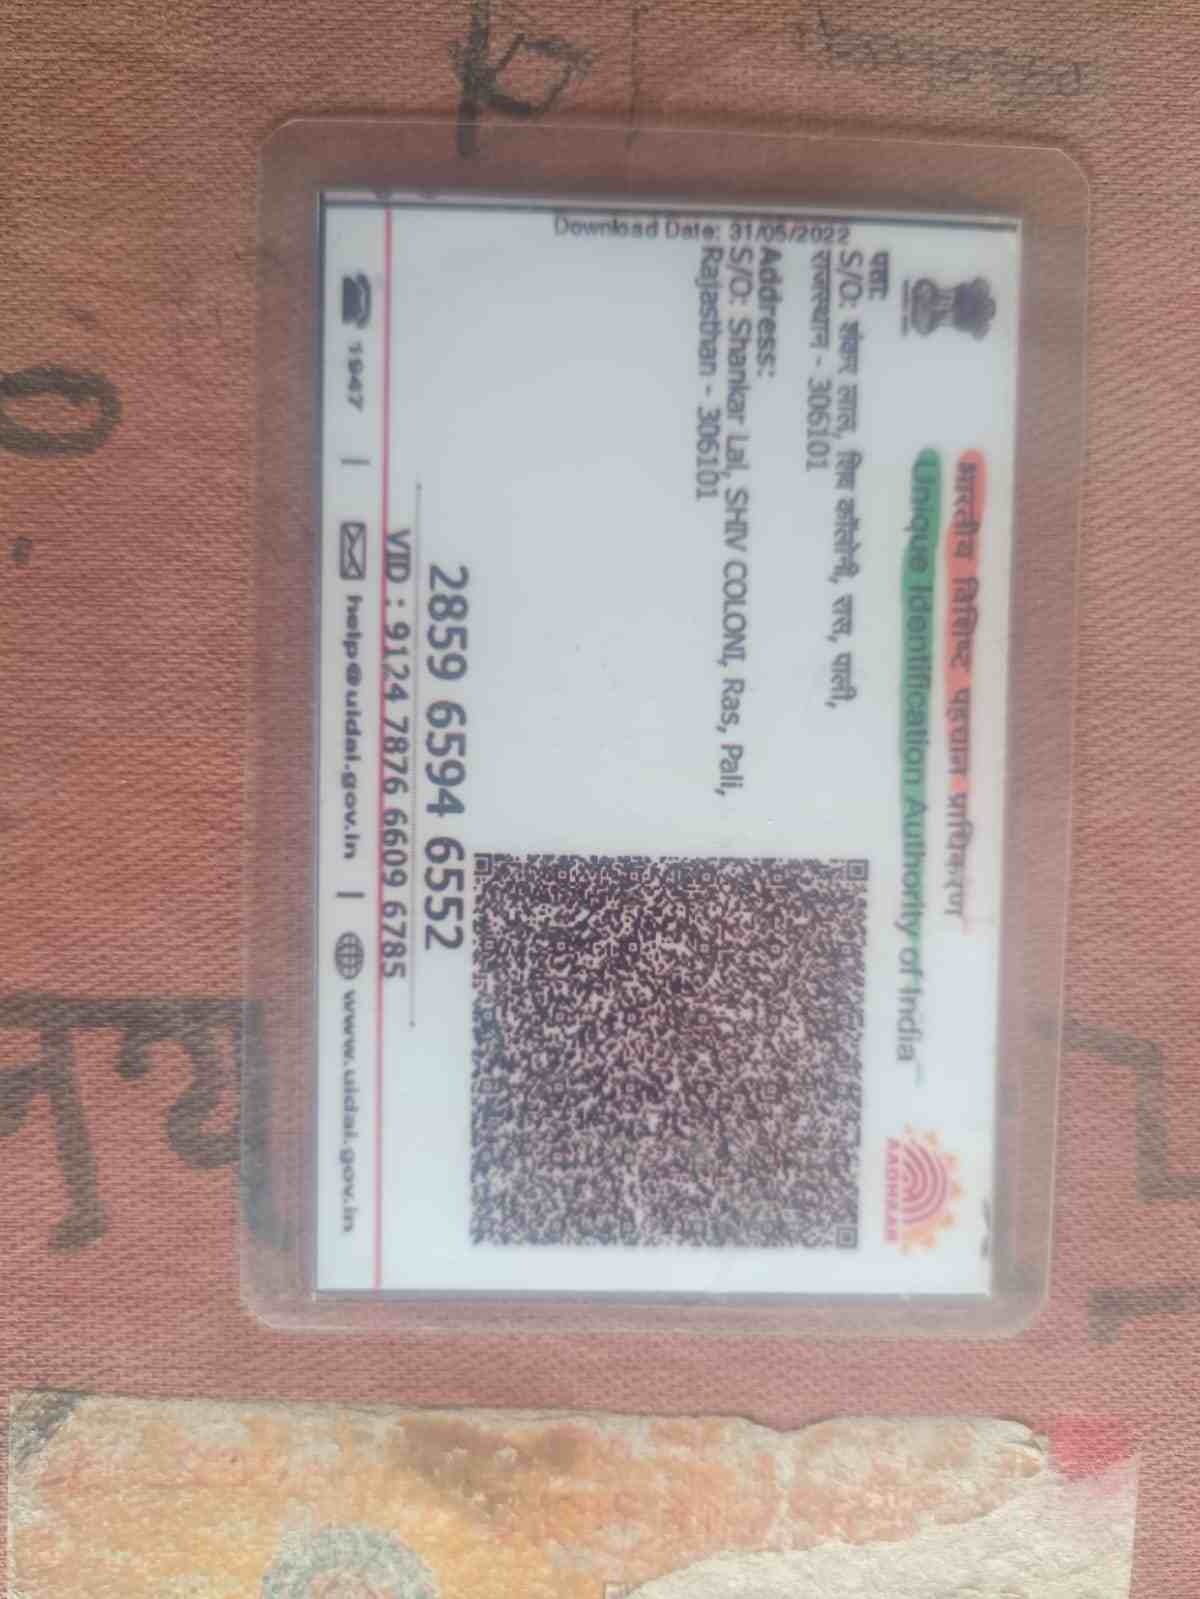 भारतीय विशिष्ट पहचान प्राधिकरण
Unique Identification Authority of India
AADHAAR
पता:
S/O: शंकर लाल, शिव कॉलोनी, रास, पाली,
राजस्थान - 306101
Address:
S/O: Shankar Lal, SHIV COLONI, Ras, Pali,
Rajasthan - 306101
Download Date: 31/05/2022
2859 6594 6552
VID : 9124 7876 6609 6785
1947 | help@uidai.gov.in | www.uidai.gov.in